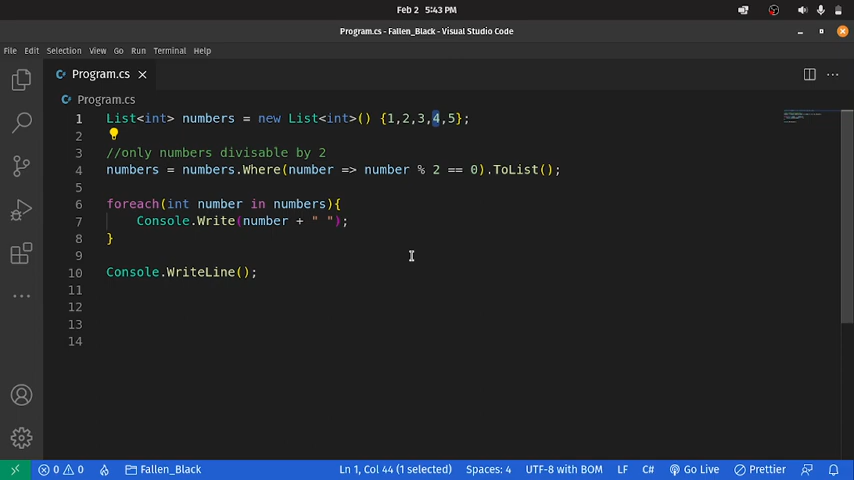 Feb 2 5:43 PM
Program.cs - Fallen_Black - Visual Studio Code
File Edit Selection View Go Run Terminal Help
Program.cs
Program.cs
1 List<int> numbers = new List<int>() {1,2,3,4,5};
2
3 //only numbers divisable by 2
4 numbers = numbers.Where(number => number % 2 == 0).ToList();
5
6 foreach(int number in numbers){
7 Console.Write(number + " ");
8 }
9
10 Console.WriteLine();
11
12
13
14
0 0 Fallen_Black Ln 1, Col 44 (1 selected) Spaces: 4 UTF-8 with BOM LF C# Go Live Prettier